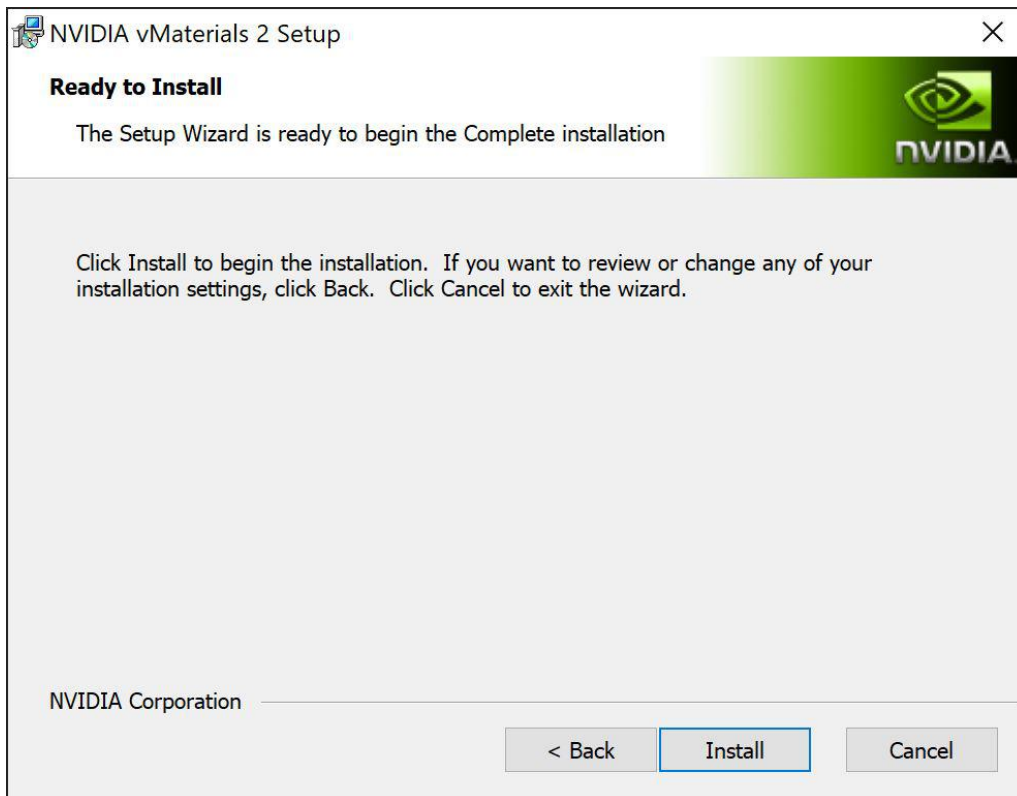 NVIDIA vMaterials 2 Setup
Ready to Install
The Setup Wizard is ready to begin the Complete installation
NVIDIA
Click Install to begin the installation.  If you want to review or change any of your
installation settings, click Back.  Click Cancel to exit the wizard.
NVIDIA Corporation
< Back
Install
Cancel